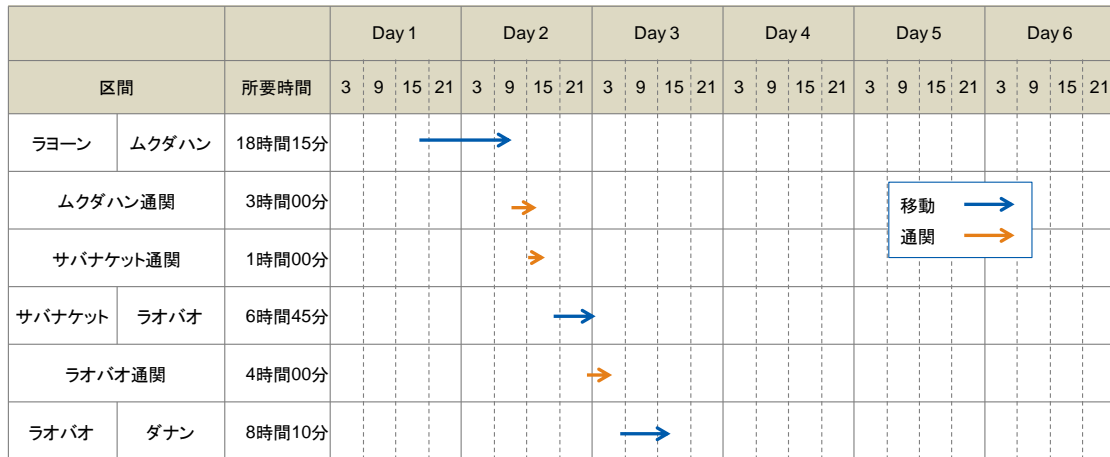 Day 1 Day 2 Day 3 Day 4 Day 5 Day 6
区間 所要時間 3 9 15 21 3 9 15 21 3 9 15 21 3 9 15 21 3 9 15 21 3 9 15 21
ラヨーン ムクダハン 18時間15分
ムクダハン通関 3時間00分
サバナケット通関 1時間00分
サバナケット ラオバオ 6時間45分
ラオバオ通関 4時間00分
ラオバオ ダナン 8時間10分
移動
通関